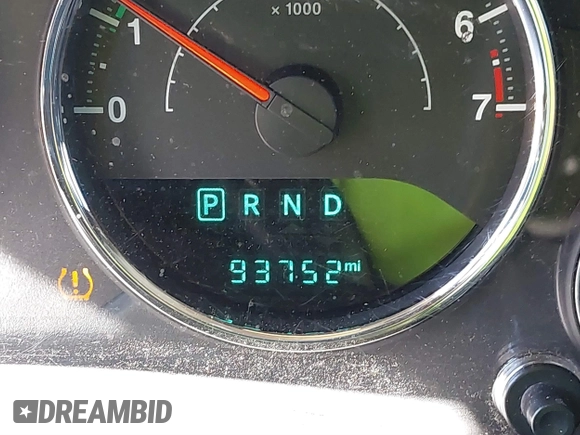 × 1000
6
1
0
7
P R N D
93752 mi
DREAMBID